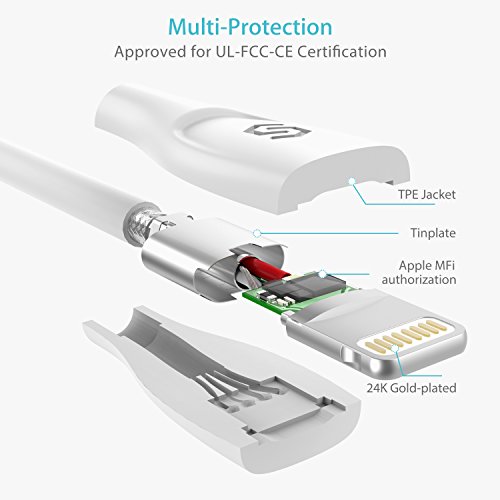 Multi-Protection
Approved for UL-FCC-CE Certification
TPE Jacket
Tinplate
Apple MFi
authorization
24K Gold-plated